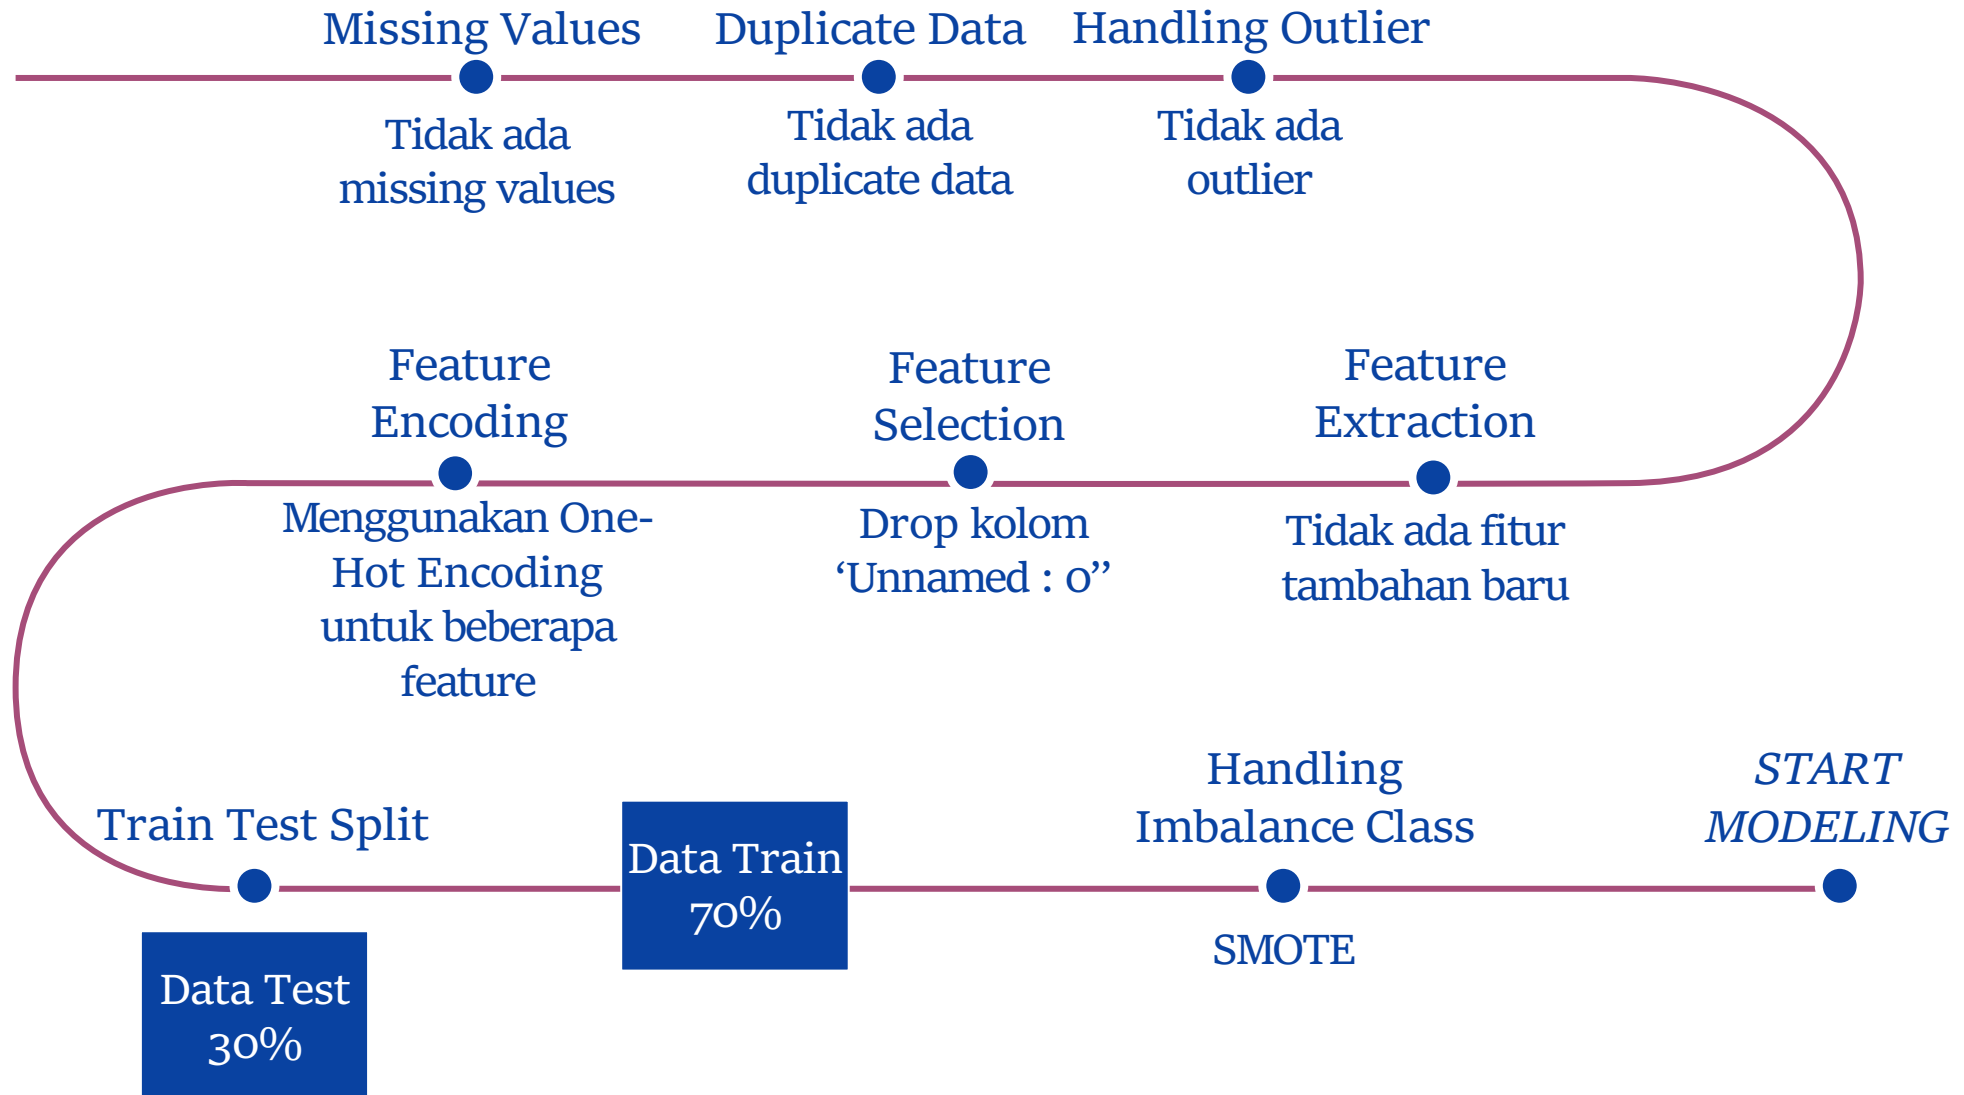 Missing Values
Tidak ada
missing values
Duplicate Data
Tidak ada
duplicate data
Handling Outlier
Tidak ada
outlier
Feature
Extraction
Tidak ada fitur
tambahan baru
Feature
Selection
Drop kolom
‘Unnamed : 0’’
Feature
Encoding
Menggunakan One-
Hot Encoding
untuk beberapa
feature
Train Test Split
Data Test
30%
Data Train
70%
Handling
Imbalance Class
SMOTE
START
MODELING